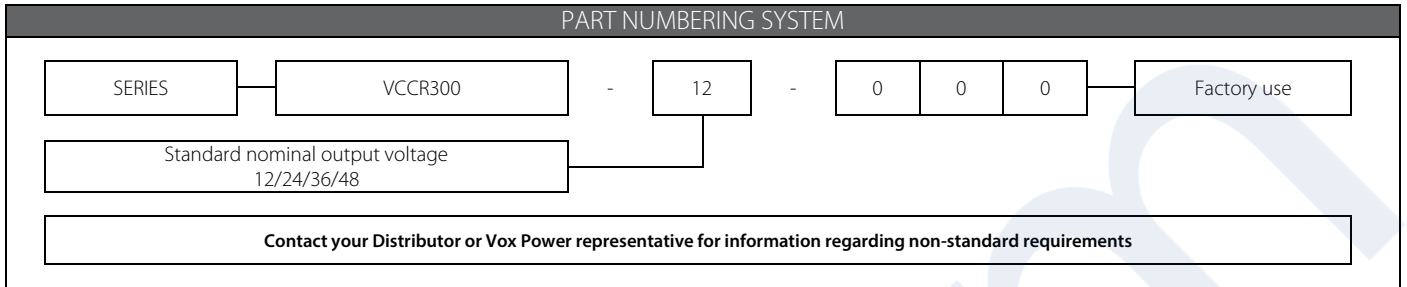 PART NUMBERING SYSTEM
SERIES VCCR300 - 12 - 0 0 0 Factory use
Standard nominal output voltage
12/24/36/48
Contact your Distributor or Vox Power representative for information regarding non-standard requirements